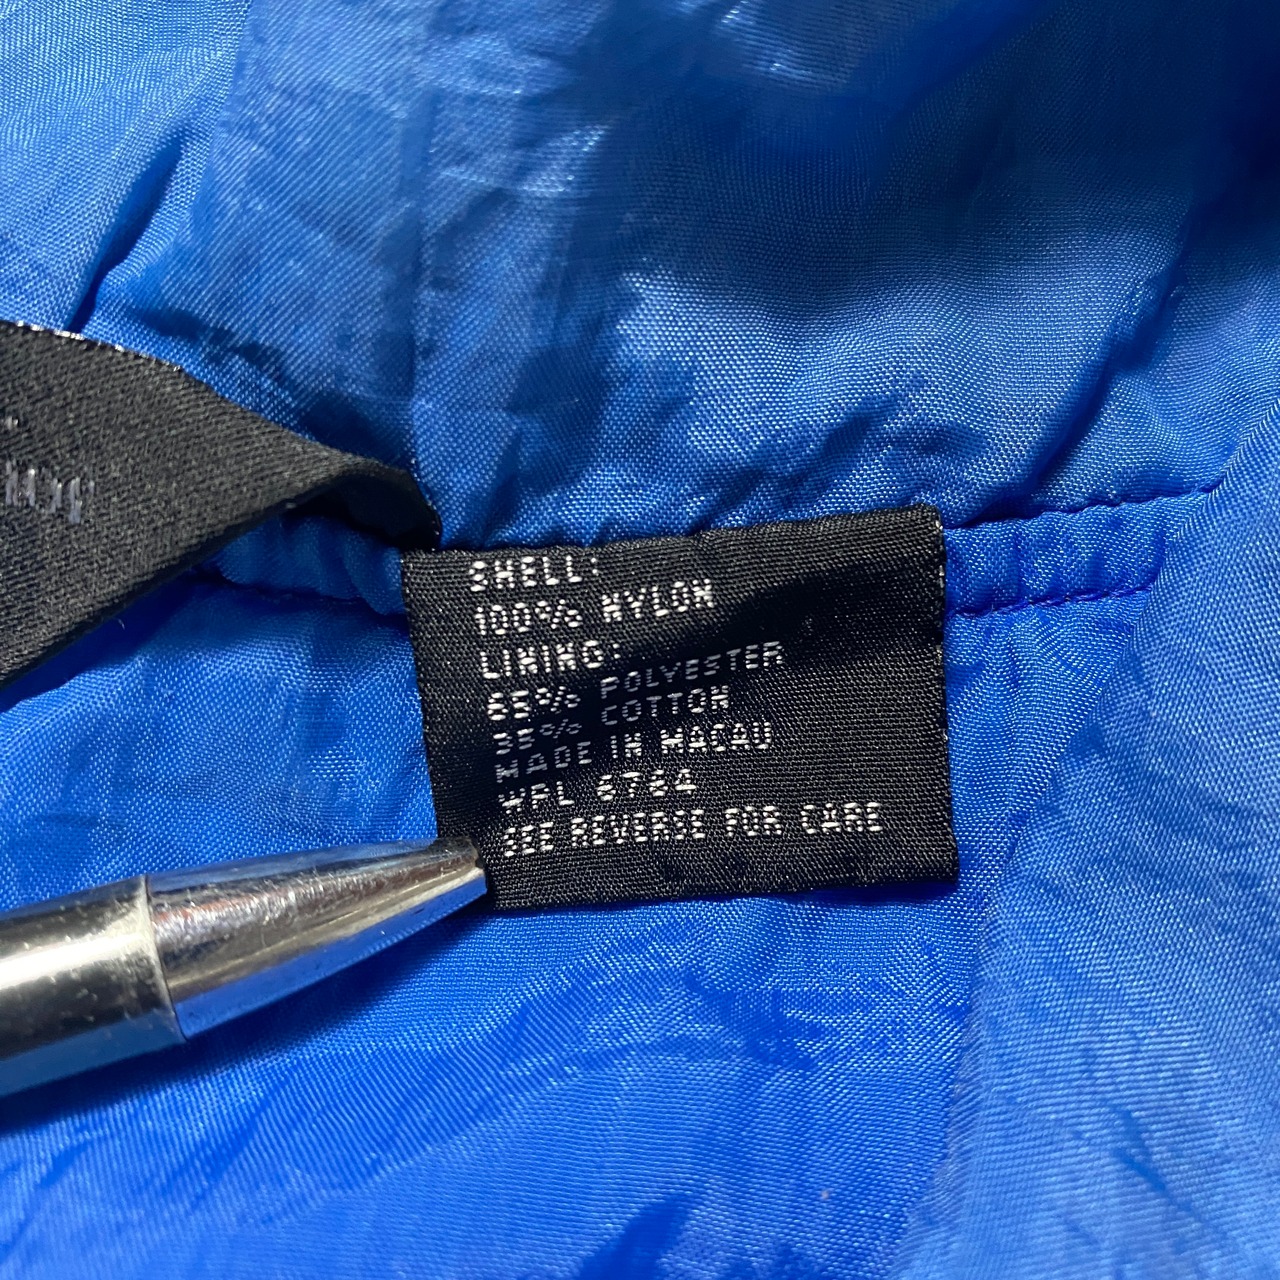 SHELL:
100% NYLON
LINING:
65% POLYESTER
35% COTTON
MADE IN MACAU
WPL 6764
SEE REVERSE FOR CARE